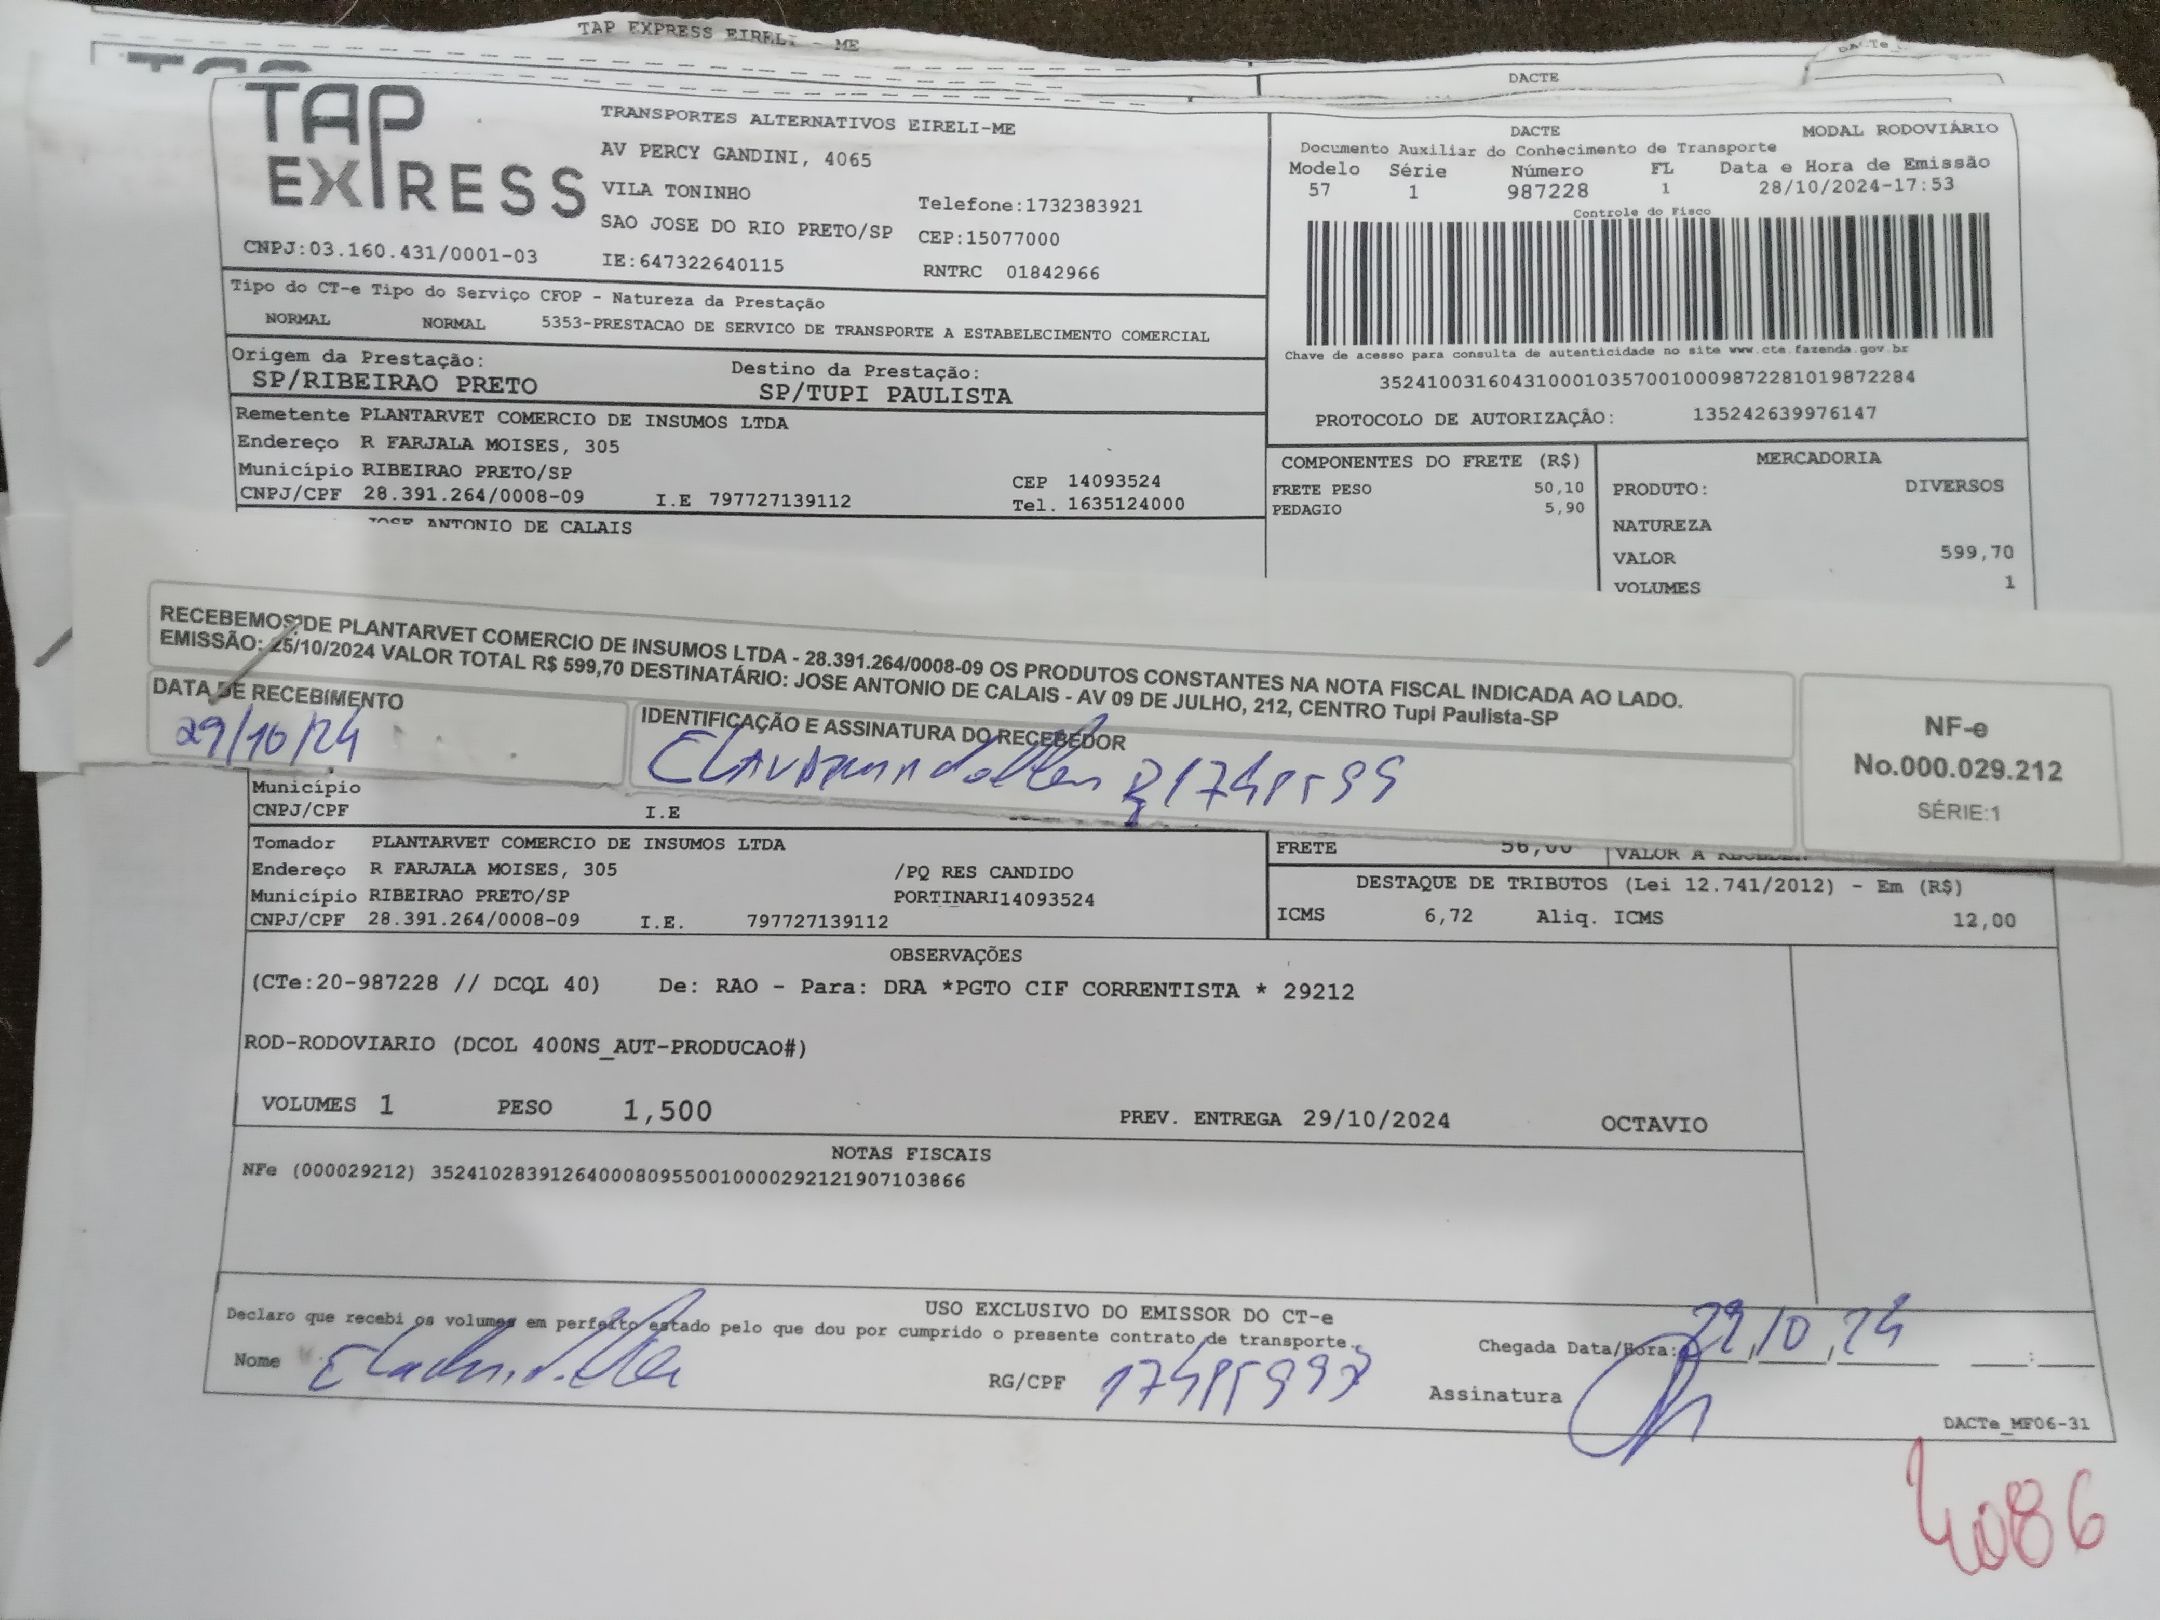 TAP EXPRESS EIRELI - ME
DACTE
TAP
EXPRESS
CNPJ:03.160.431/0001-03
TRANSPORTES ALTERNATIVOS EIRELI-ME
AV PERCY GANDINI, 4065
VILA TONINHO
Telefone:1732383921
SAO JOSE DO RIO PRETO/SP
CEP:15077000
IE:647322640115
RNTRC 01842966
DACTE
MODAL RODOVIÁRIO
Documento Auxiliar do Conhecimento de Transporte
Modelo Série Número FL Data e Hora de Emissão
57 1 987228 1 28/10/2024-17:53
Controle do Fisco
Chave de acesso para consulta de autenticidade no site www.cte.fazenda.gov.br
35241003160431000103570010009872281019872284
PROTOCOLO DE AUTORIZAÇÃO: 135242639976147
Tipo do CT-e Tipo do Serviço CFOP - Natureza da Prestação
NORMAL NORMAL 5353-PRESTACAO DE SERVICO DE TRANSPORTE A ESTABELECIMENTO COMERCIAL
Origem da Prestação: Destino da Prestação:
SP/RIBEIRAO PRETO SP/TUPI PAULISTA
Remetente PLANTARVET COMERCIO DE INSUMOS LTDA
Endereço R FARJALA MOISES, 305
Município RIBEIRAO PRETO/SP CEP 14093524
CNPJ/CPF 28.391.264/0008-09 I.E 797727139112 Tel. 1635124000
JOSE ANTONIO DE CALAIS
COMPONENTES DO FRETE (R$)
FRETE PESO 50,10
PEDAGIO 5,90
MERCADORIA
PRODUTO: DIVERSOS
NATUREZA
VALOR 599,70
VOLUMES 1
RECEBEMOS DE PLANTARVET COMERCIO DE INSUMOS LTDA - 28.391.264/0008-09 OS PRODUTOS CONSTANTES NA NOTA FISCAL INDICADA AO LADO.
EMISSÃO: 25/10/2024 VALOR TOTAL R$ 599,70 DESTINATÁRIO: JOSE ANTONIO DE CALAIS - AV 09 DE JULHO, 212, CENTRO Tupi Paulista-SP
DATA DE RECEBIMENTO
29/10/24
IDENTIFICAÇÃO E ASSINATURA DO RECEBEDOR
NF-e
No.000.029.212
SÉRIE:1
Município
CNPJ/CPF I.E
Tomador PLANTARVET COMERCIO DE INSUMOS LTDA
Endereço R FARJALA MOISES, 305 /PQ RES CANDIDO
Município RIBEIRAO PRETO/SP PORTINARI14093524
CNPJ/CPF 28.391.264/0008-09 I.E. 797727139112
FRETE 56,00 VALOR A RECEBER
DESTAQUE DE TRIBUTOS (Lei 12.741/2012) - Em (R$)
ICMS 6,72 Aliq. ICMS 12,00
OBSERVAÇÕES
(CTe:20-987228 // DCQL 40) De: RAO - Para: DRA *PGTO CIF CORRENTISTA * 29212
ROD-RODOVIARIO (DCOL 400NS_AUT-PRODUCAO#)
VOLUMES 1 PESO 1,500 PREV. ENTREGA 29/10/2024 OCTAVIO
NOTAS FISCAIS
NFe (000029212) 35241028391264000809550010000292121907103866
USO EXCLUSIVO DO EMISSOR DO CT-e
Declaro que recebi os volumes em perfeito estado pelo que dou por cumprido o presente contrato de transporte.
Chegada Data/Hora: 29/10/24
Nome
RG/CPF
Assinatura
DACTe_MF06-31